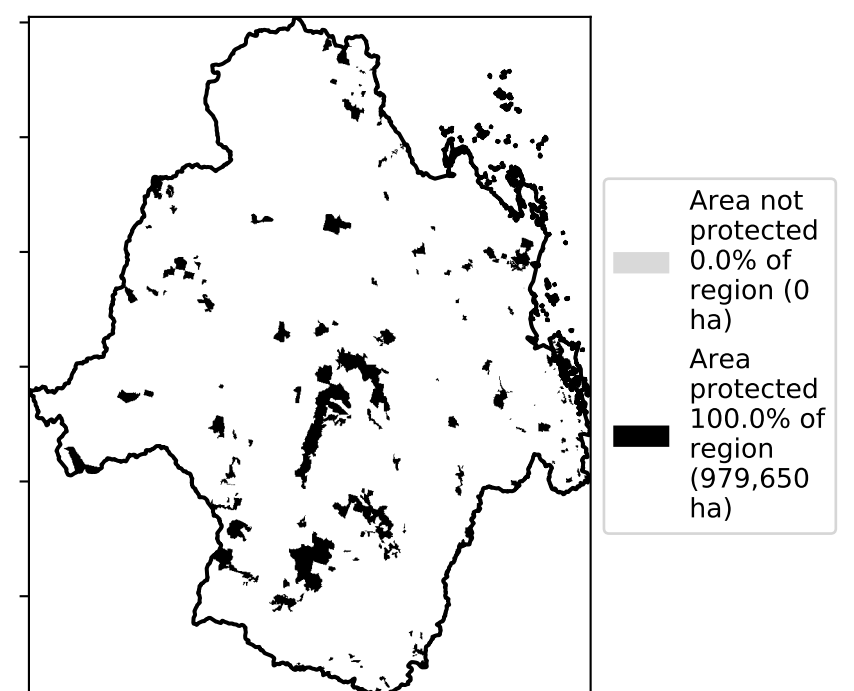 Area not
protected
0.0% of
region (0
ha)
Area
protected
100.0% of
region
(979,650
ha)